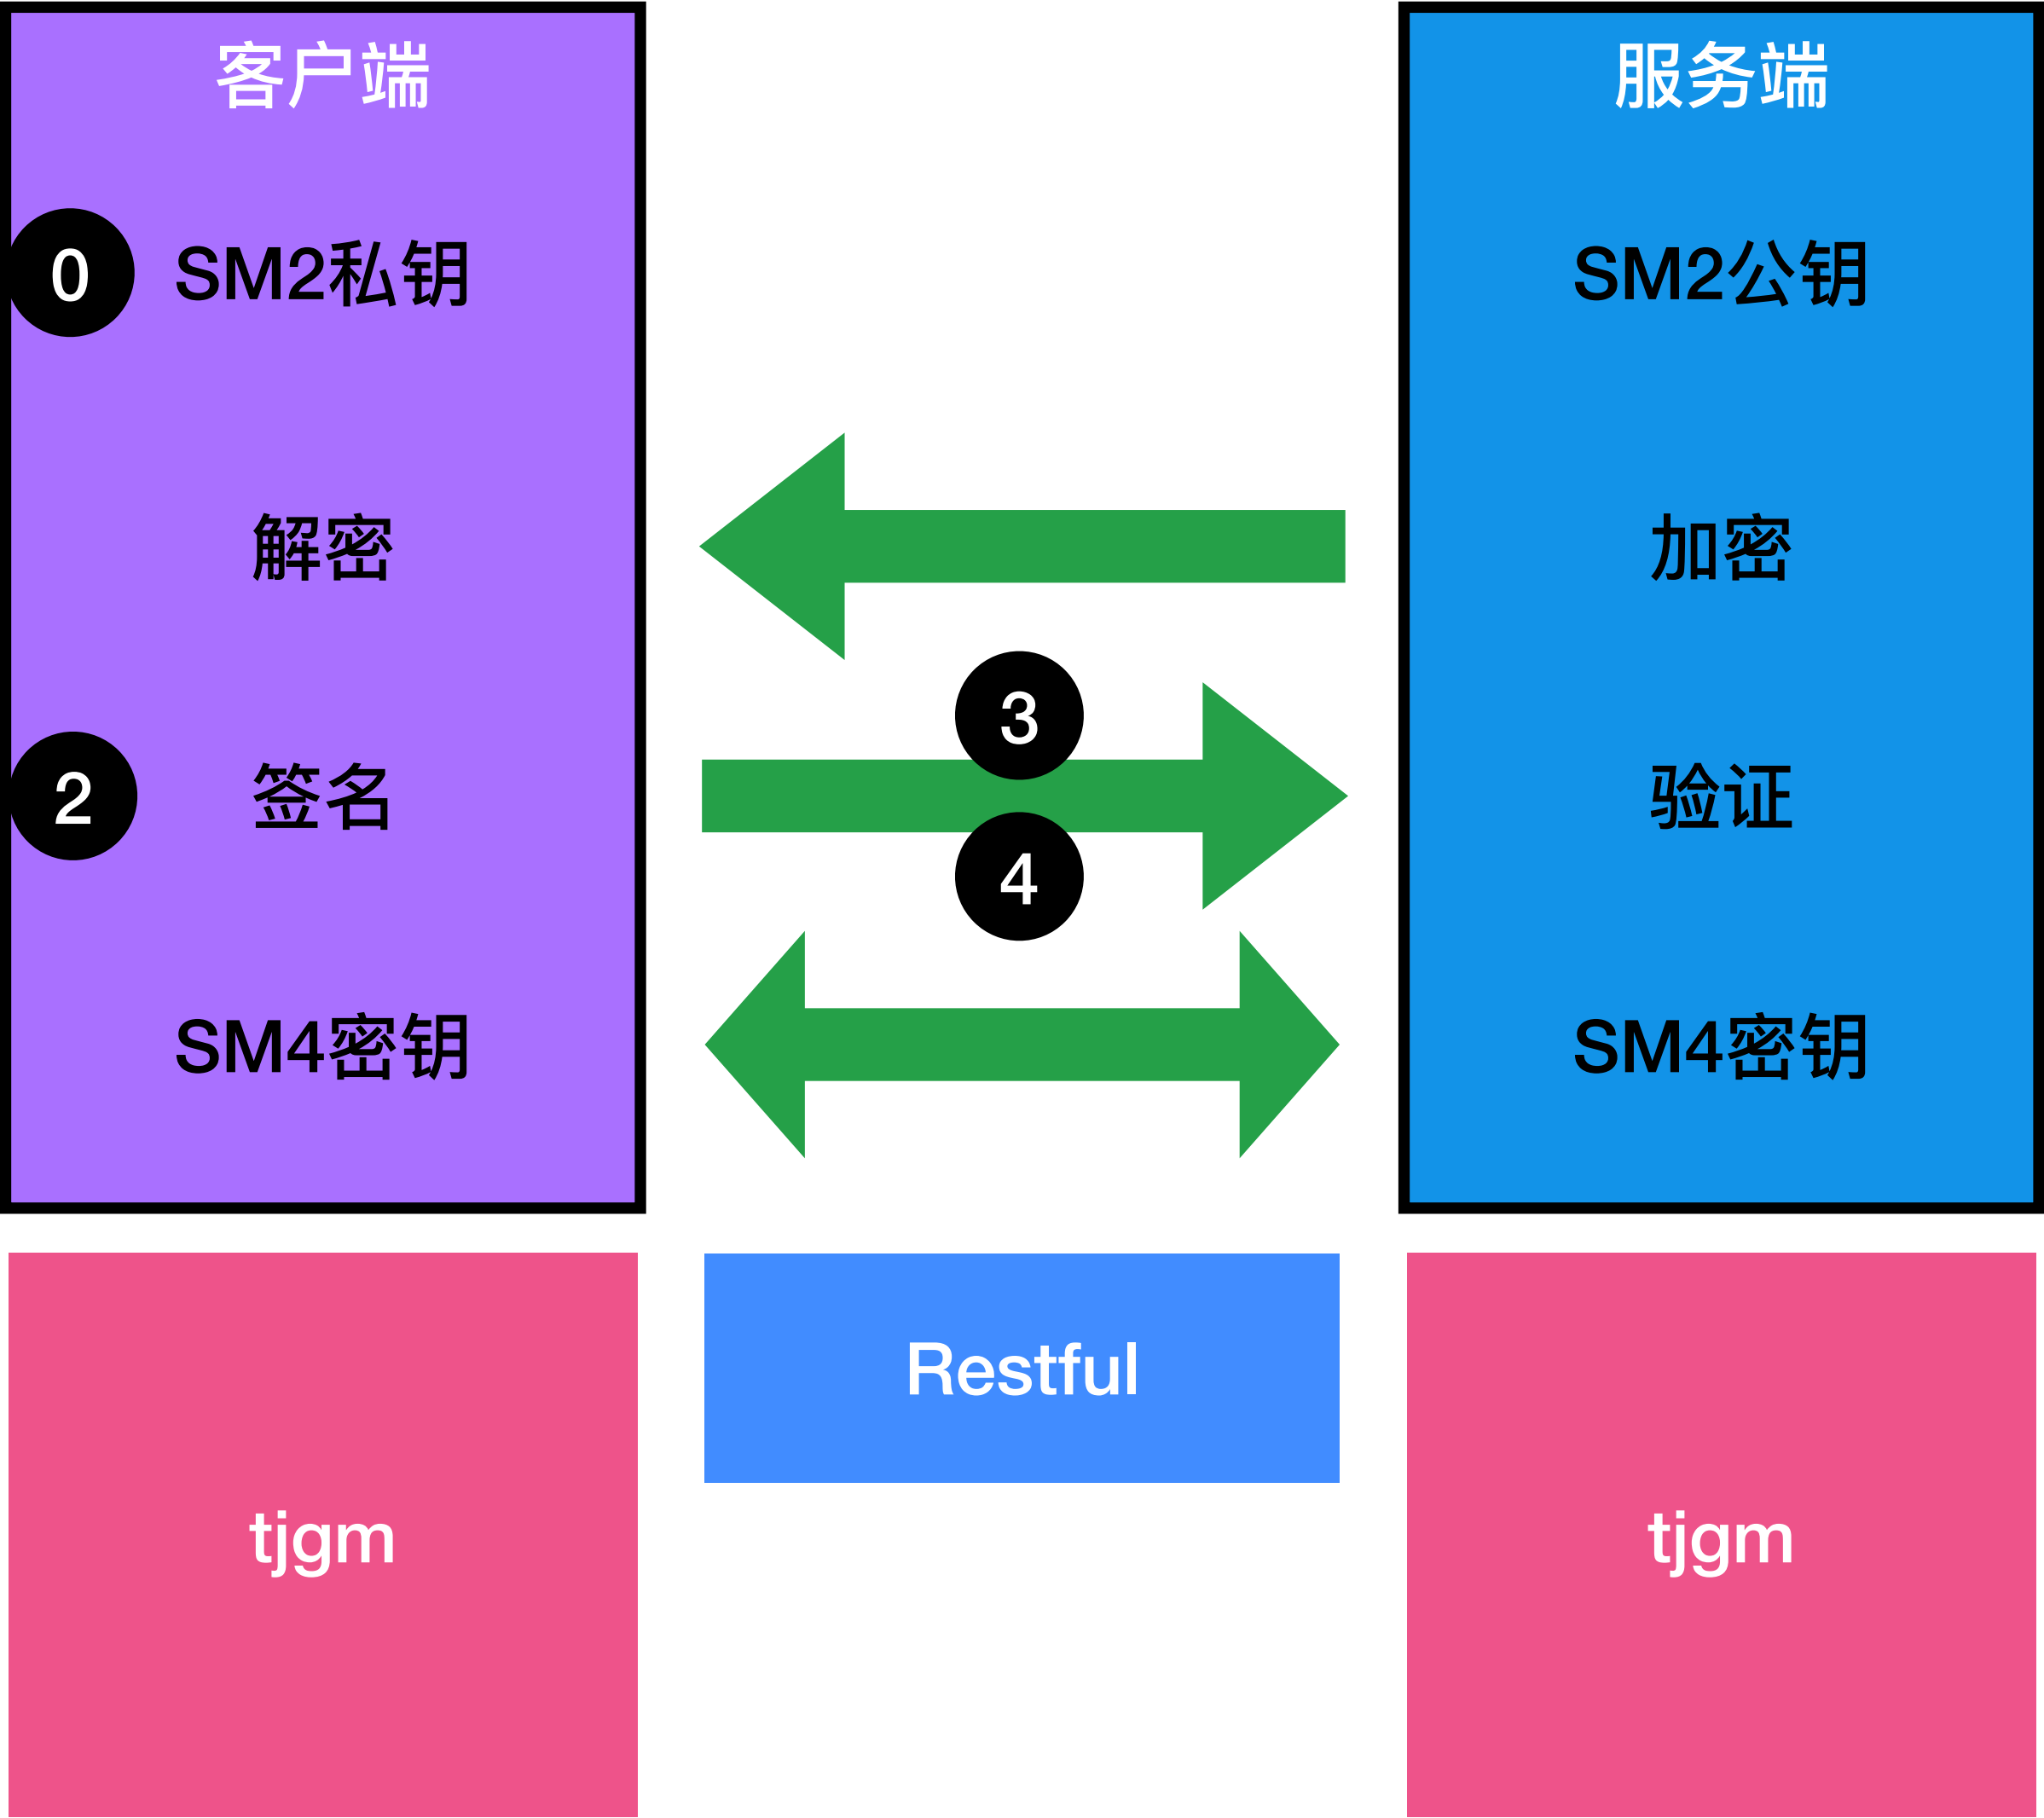 客户端
服务端
0
SM2私钥
SM2公钥
解密
加密
3
2
签名
验证
4
SM4密钥
SM4密钥
Restful
tjgm
tjgm